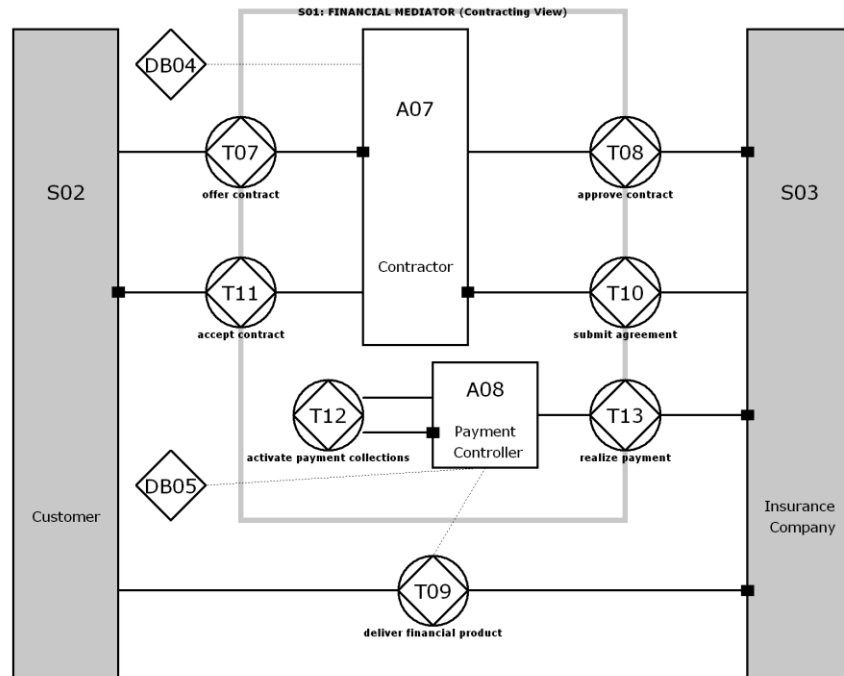 S01: FINANCIAL MEDIATOR (Contracting View)
DB04
A07
T07
T08
offer contract
approve contract
S02
S03
Contractor
T11
T10
accept contract
submit agreement
A08
T12
T13
Payment
Controller
activate payment collections
realize payment
DB05
Customer
Insurance
Company
T09
deliver financial product